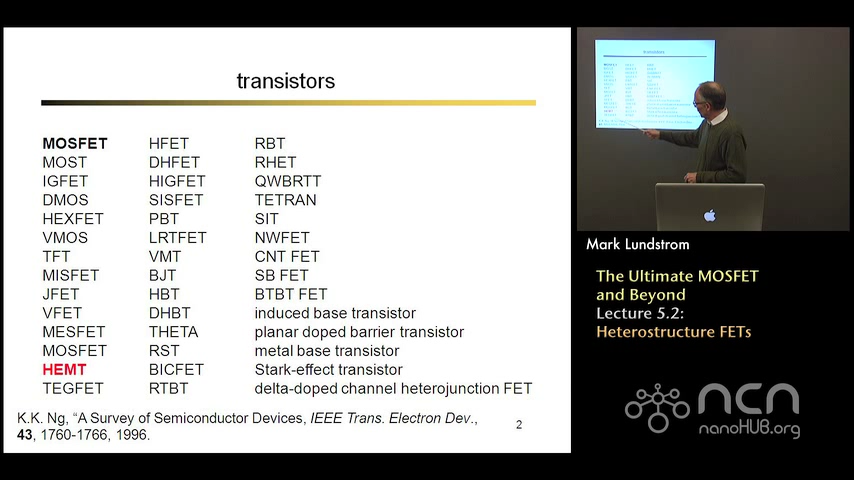 transistors
MOSFET HFET RBT
MOST DHFET RHET
IGFET HIGFET QWBRTT
DMOS SISFET TETRAN
HEXFET PBT SIT
VMOS LRTFET NWFET
TFT VMT CNT FET
MISFET BJT SB FET
JFET HBT BTBT FET
VFET DHBT induced base transistor
MESFET THETA planar doped barrier transistor
MOSFET RST metal base transistor
HEMT BICFET Stark-effect transistor
TEGFET RTBT delta-doped channel heterojunction FET
K.K. Ng, “A Survey of Semiconductor Devices, IEEE Trans. Electron Dev.,
43, 1760-1766, 1996.
2
transistors
Mark Lundstrom
The Ultimate MOSFET
and Beyond
Lecture 5.2:
Heterostructure FETs
ncn
nanoHUB.org